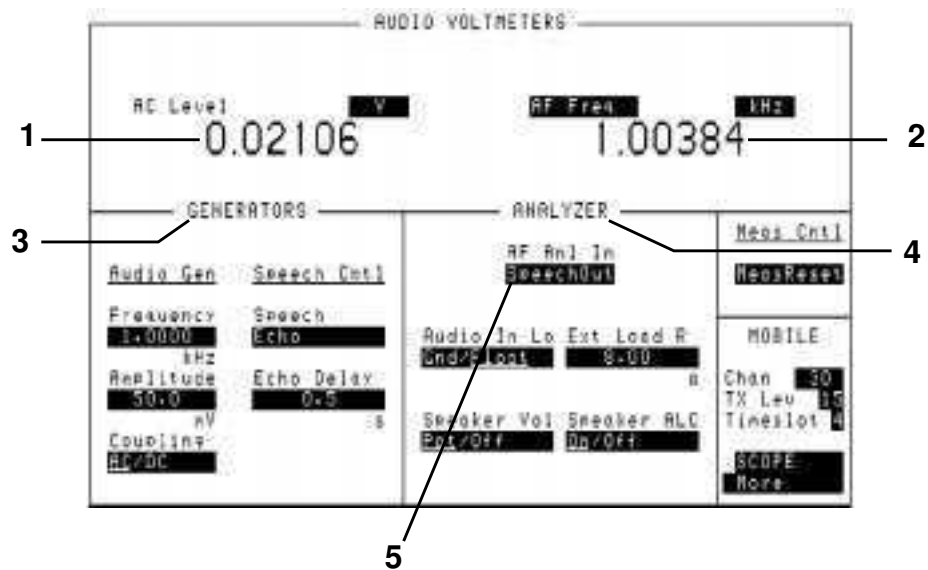 AUDIO VOLTMETERS
AC Level V AF Freq kHz
1 0.02106 1.00384 2
GENERATORS ANALYZER
3 4
Meas Cntl
AF Anl In
Audio Gen Speech Cntl SpeechOut MeasReset
Frequency Speech
1.0000 Echo
kHz
Audio In Lo Ext Load R MOBILE
Gnd/Float 8.00
Amplitude Echo Delay
50.0 0.5
mV s
Chan 30
TX Lev 15
Timeslot 4
Speaker Vol Speaker ALC
Pot/Off On/Off
Coupling
AC/DC
SCOPE
More
5